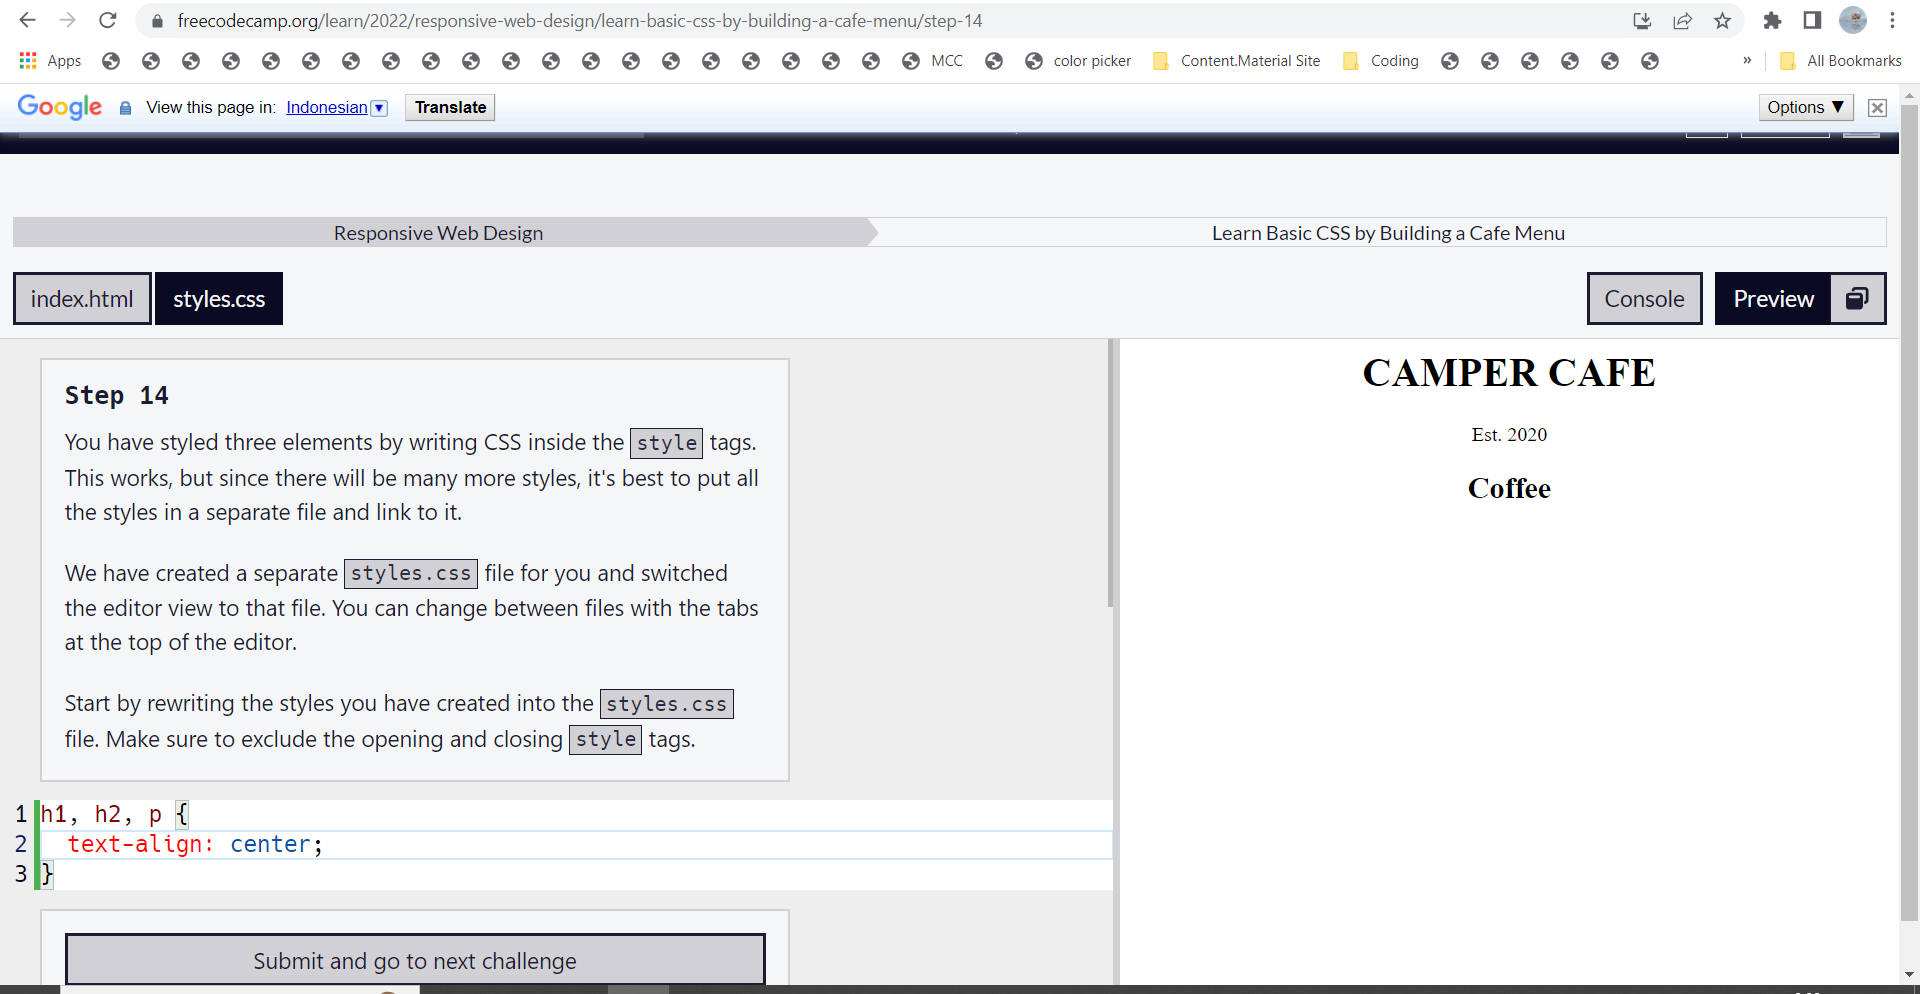 freecodecamp.org/learn/2022/responsive-web-design/learn-basic-css-by-building-a-cafe-menu/step-14
Apps MCC color picker Content.Material Site Coding » All Bookmarks
Google View this page in: Indonesian Translate Options ▼
Responsive Web Design Learn Basic CSS by Building a Cafe Menu
index.html styles.css Console Preview
Step 14
You have styled three elements by writing CSS inside the style tags.
This works, but since there will be many more styles, it's best to put all
the styles in a separate file and link to it.
We have created a separate styles.css file for you and switched
the editor view to that file. You can change between files with the tabs
at the top of the editor.
Start by rewriting the styles you have created into the styles.css
file. Make sure to exclude the opening and closing style tags.
1 h1, h2, p {
2 text-align: center;
3 }
Submit and go to next challenge
CAMPER CAFE
Est. 2020
Coffee